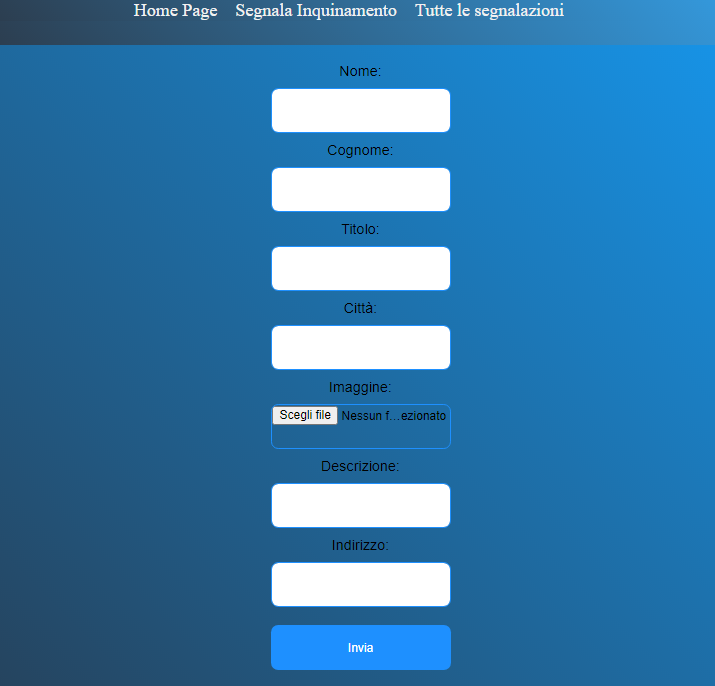 Home Page Segnala Inquinamento Tutte le segnalazioni
Nome:
Cognome:
Titolo:
Città:
Imaggine:
Scegli file Nessun f...ezionato
Descrizione:
Indirizzo:
Invia